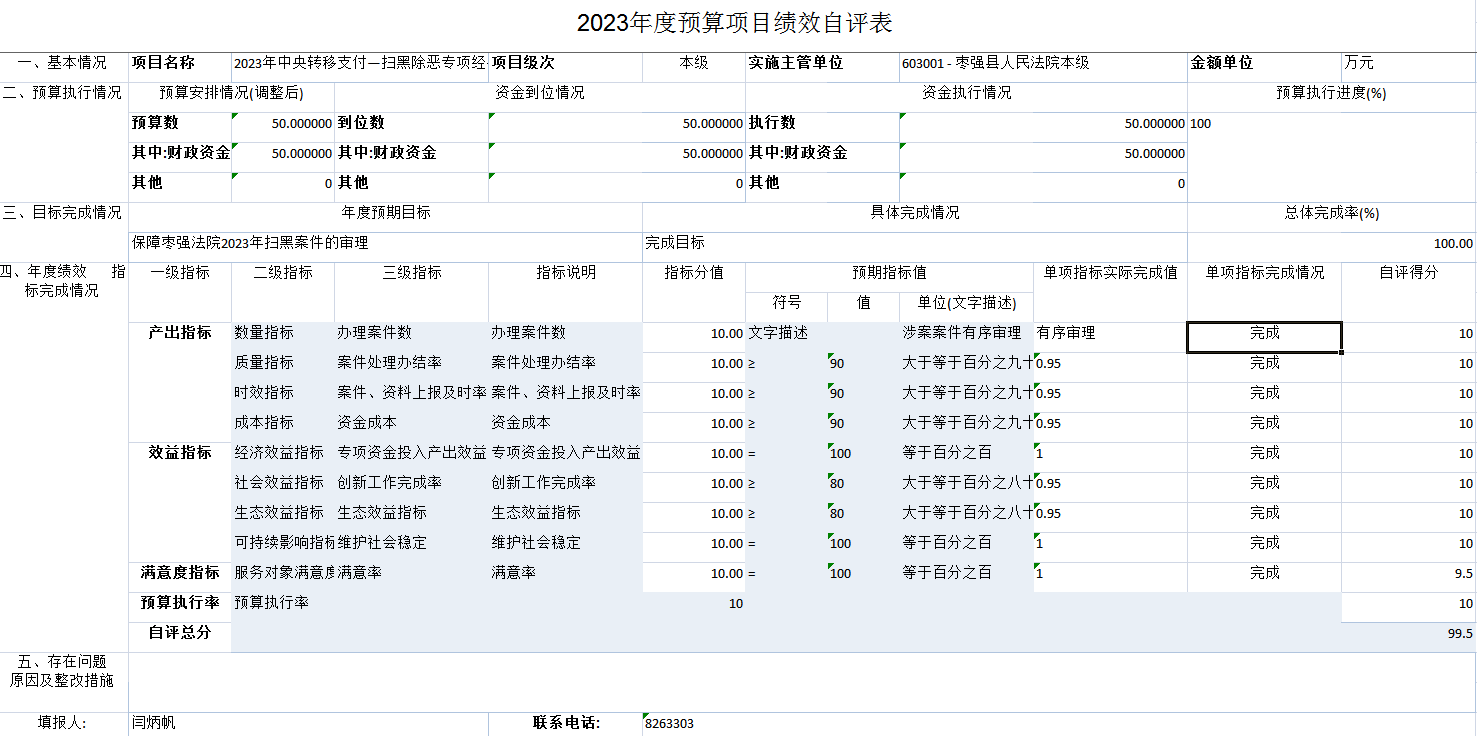 2023年度预算项目绩效自评表
一、基本情况 项目名称 2023年中央转移支付—扫黑除恶专项经 项目级次 本级 实施主管单位 603001 - 枣强县人民法院本级 金额单位 万元
二、预算执行情况 预算安排情况(调整后) 资金到位情况 资金执行情况 预算执行进度(%)
预算数 50.000000 到位数 50.000000 执行数 50.000000 100
其中:财政资金 50.000000 其中:财政资金 50.000000 其中:财政资金 50.000000
其他 0 其他 0 其他 0
三、目标完成情况 年度预期目标 具体完成情况 总体完成率(%)
保障枣强法院2023年扫黑案件的审理 完成目标 100.00
四、年度绩效 指 一级指标 二级指标 三级指标 指标说明 指标分值 预期指标值 单项指标实际完成值 单项指标完成情况 自评得分
标完成情况
符号 值 单位(文字描述)
产出指标 数量指标 办理案件数 办理案件数 10.00 文字描述 涉案案件有序审理 有序审理 完成 10
质量指标 案件处理办结率 案件处理办结率 10.00 ≥ 90 大于等于百分之九十 0.95 完成 10
时效指标 案件、资料上报及时率 案件、资料上报及时率 10.00 ≥ 90 大于等于百分之九十 0.95 完成 10
成本指标 资金成本 资金成本 10.00 ≥ 90 大于等于百分之九十 0.95 完成 10
效益指标 经济效益指标 专项资金投入产出效益 专项资金投入产出效益 10.00 = 100 等于百分之百 1 完成 10
社会效益指标 创新工作完成率 创新工作完成率 10.00 ≥ 80 大于等于百分之八十 0.95 完成 10
生态效益指标 生态效益指标 生态效益指标 10.00 ≥ 80 大于等于百分之八十 0.95 完成 10
可持续影响指标 维护社会稳定 维护社会稳定 10.00 = 100 等于百分之百 1 完成 10
满意度指标 服务对象满意度 满意率 满意率 10.00 = 100 等于百分之百 1 完成 9.5
预算执行率 预算执行率 10 10
自评总分 99.5
五、存在问题
原因及整改措施
填报人: 闫炳帆 联系电话: 8263303